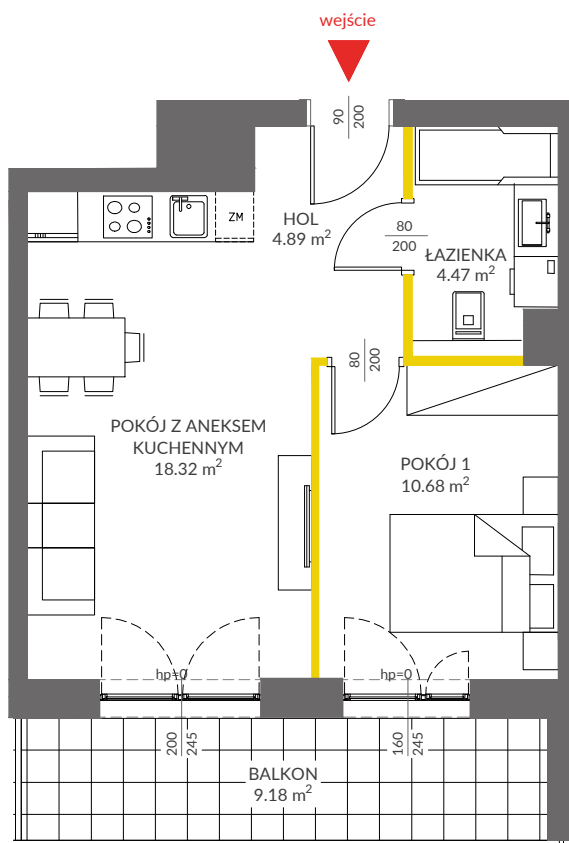 wejście
90
200
HOL
4.89 m²
ZM
80
200
ŁAZIENKA
4.47 m²
80
200
POKÓJ Z ANEKSEM
KUCHENNYM
18.32 m²
POKÓJ 1
10.68 m²
hp=0
hp=0
200
245
160
245
BALKON
9.18 m²